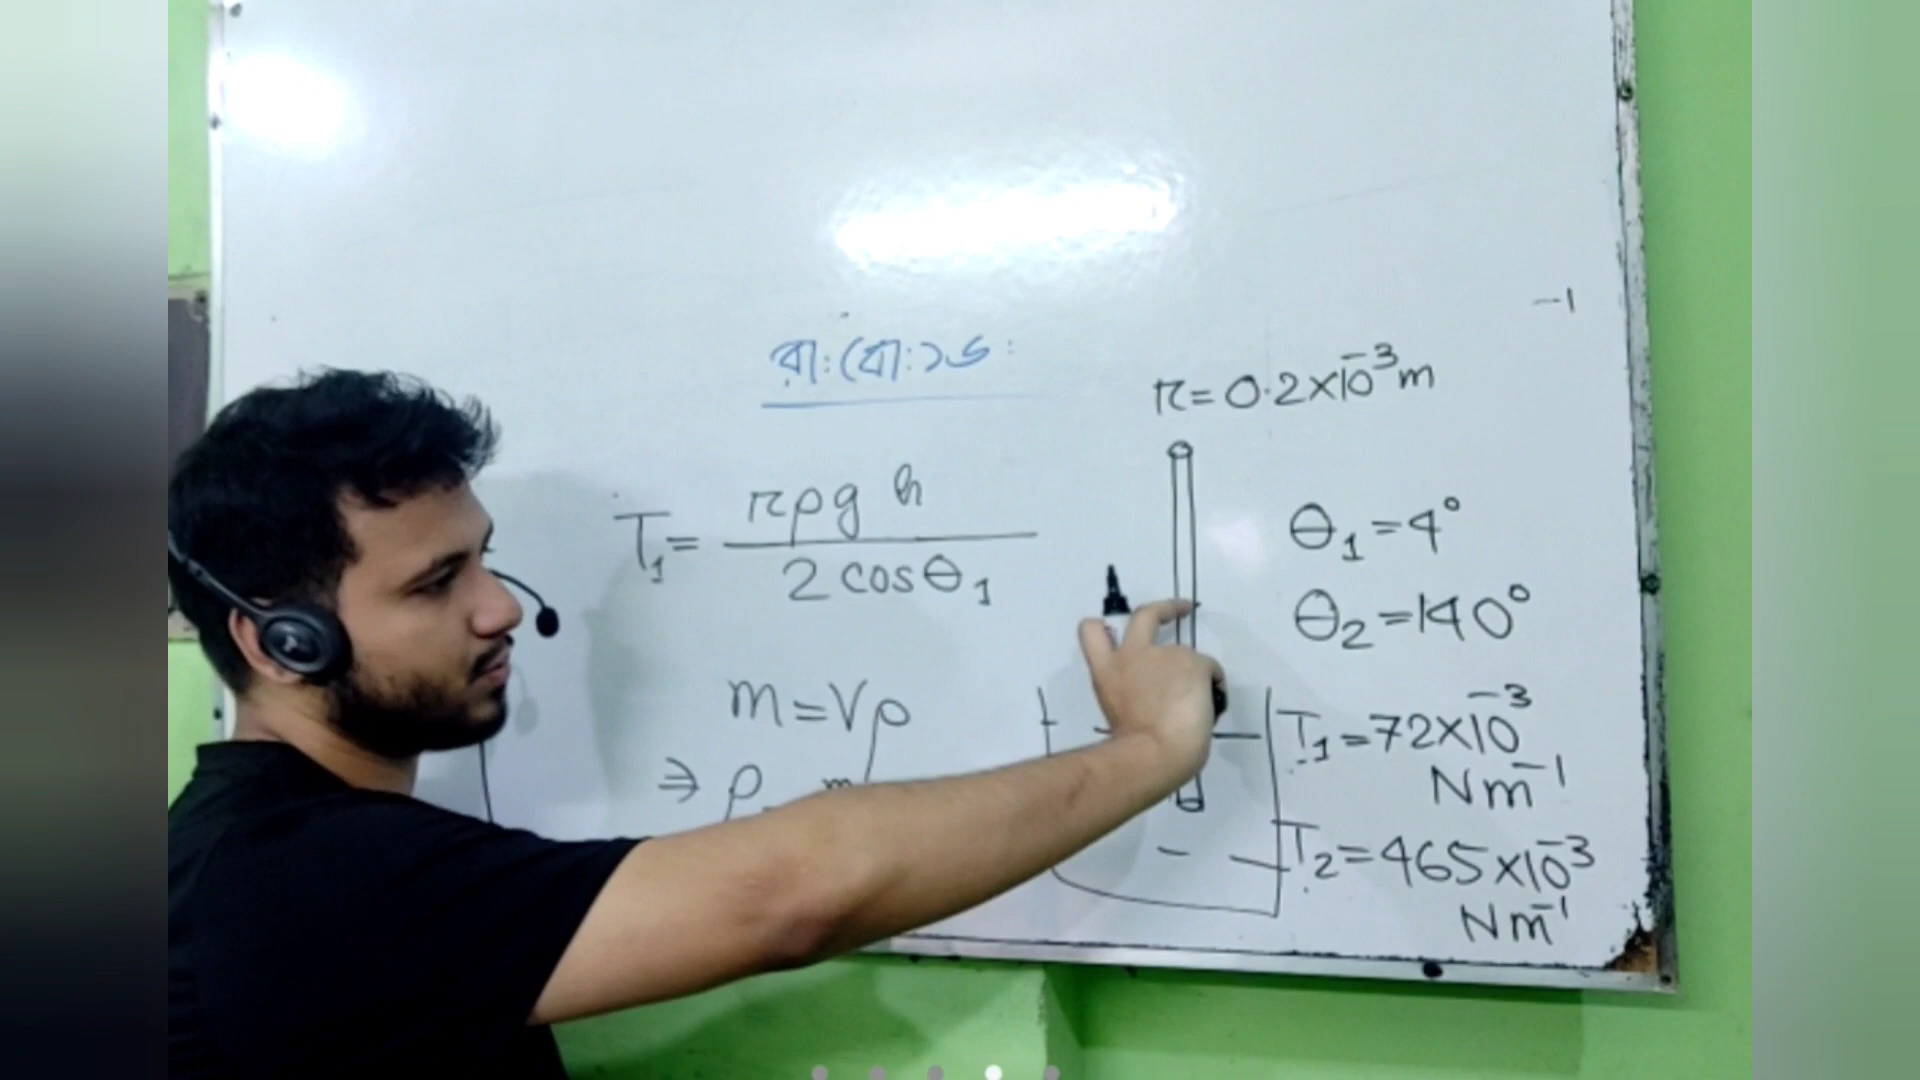 রা:বো:১৬:
T₁ = rρgh / 2cosθ₁
m=Vρ
⇒ ρ
-1
r=0.2×10⁻³m
θ₁=4°
θ₂=140°
T₁=72×10⁻³
Nm⁻¹
T₂=465×10⁻³
Nm⁻¹